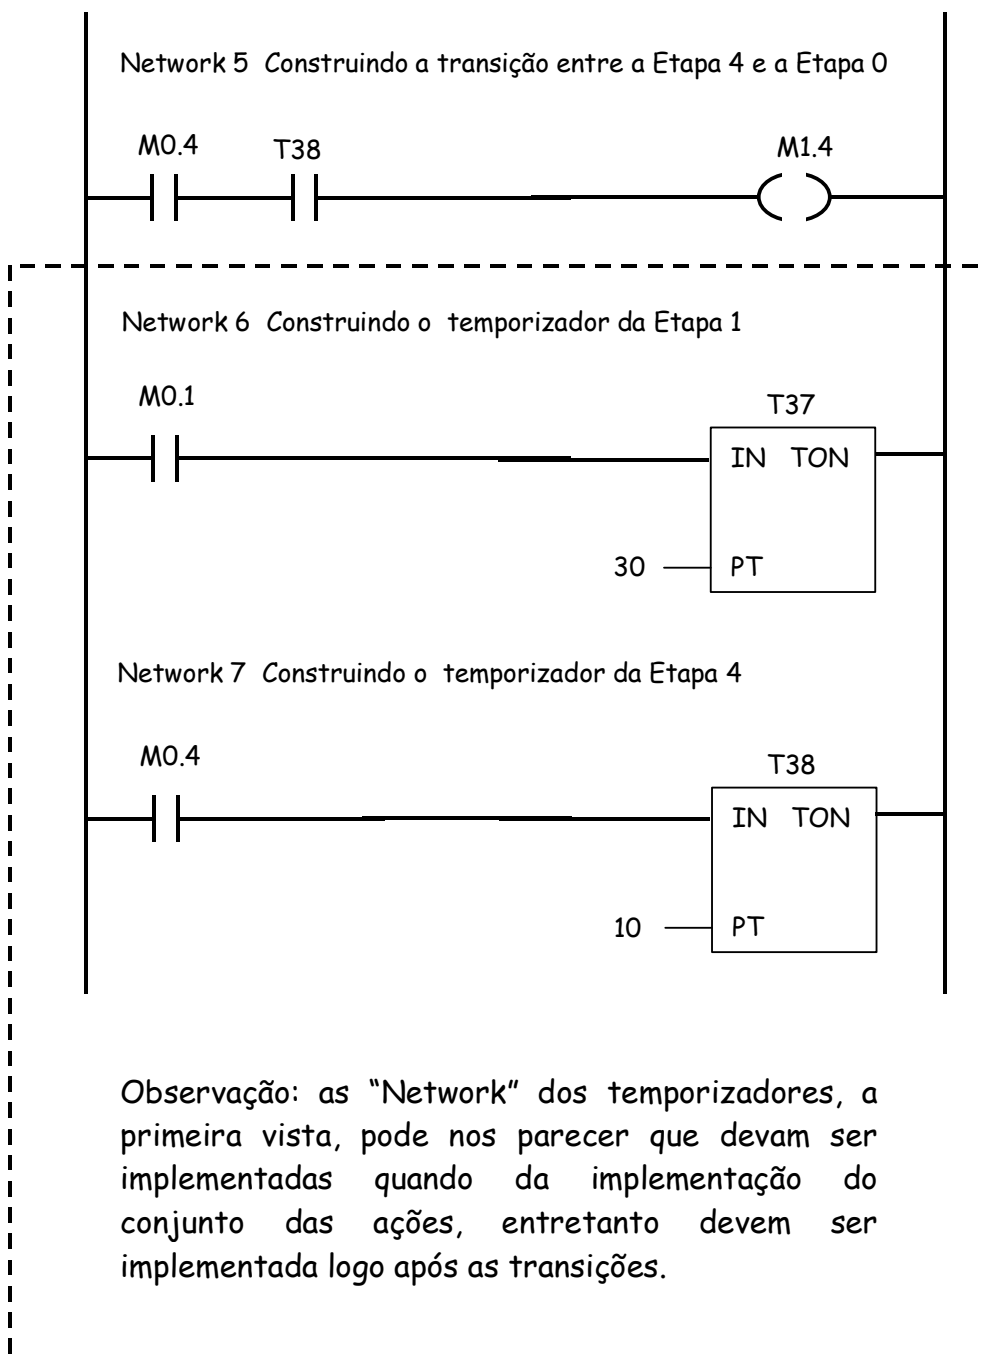 Network 5 Construindo a transição entre a Etapa 4 e a Etapa 0
M0.4 T38 M1.4
Network 6 Construindo o temporizador da Etapa 1
M0.1
T37
IN TON
30 PT
Network 7 Construindo o temporizador da Etapa 4
M0.4
T38
IN TON
10 PT
Observação: as “Network” dos temporizadores, a
primeira vista, pode nos parecer que devam ser
implementadas quando da implementação do
conjunto das ações, entretanto devem ser
implementada logo após as transições.